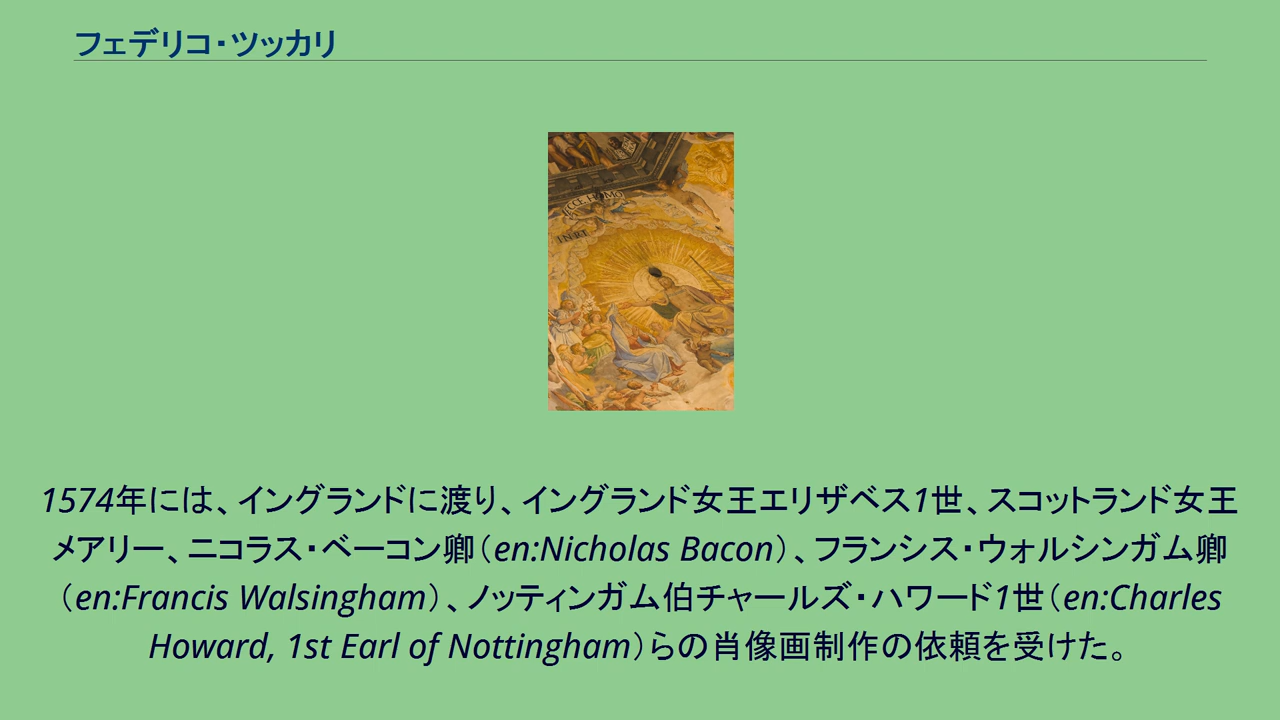 フェデリコ・ツッカリ
ECCE HOMO
I.N.R.I.
1574年には、イングランドに渡り、イングランド女王エリザベス1世、スコットランド女王
メアリー、ニコラス・ベーコン卿（en:Nicholas Bacon）、フランシス・ウォルシンガム卿
（en:Francis Walsingham）、ノッティンガム伯チャールズ・ハワード1世（en:Charles
Howard, 1st Earl of Nottingham）らの肖像画制作の依頼を受けた。